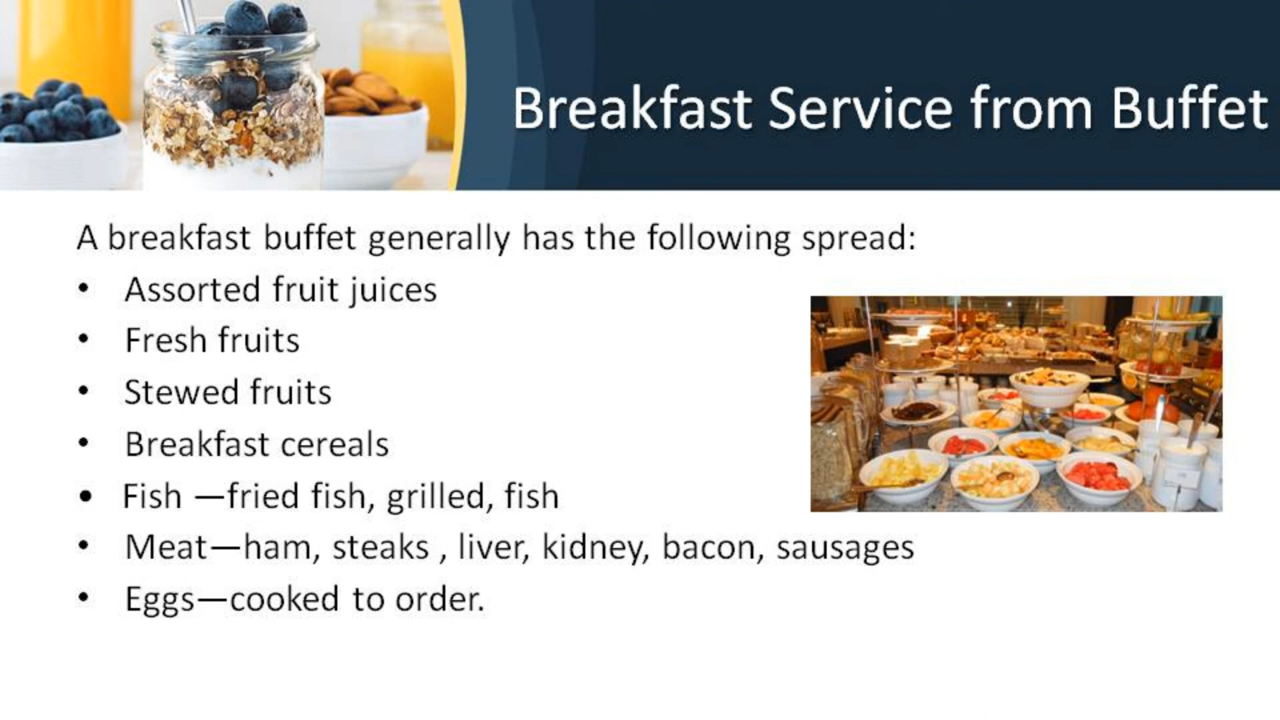 Breakfast Service from Buffet
A breakfast buffet generally has the following spread:
• Assorted fruit juices
• Fresh fruits
• Stewed fruits
• Breakfast cereals
• Fish —fried fish, grilled, fish
• Meat—ham, steaks , liver, kidney, bacon, sausages
• Eggs—cooked to order.